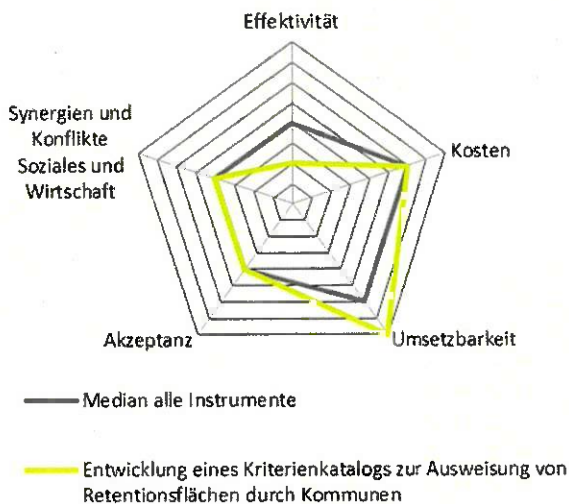 Effektivität
Synergien und
Konflikte
Soziales und
Wirtschaft
Kosten
Akzeptanz
Umsetzbarkeit
Median alle Instrumente
Entwicklung eines Kriterienkatalogs zur Ausweisung von
Retentionsflächen durch Kommunen